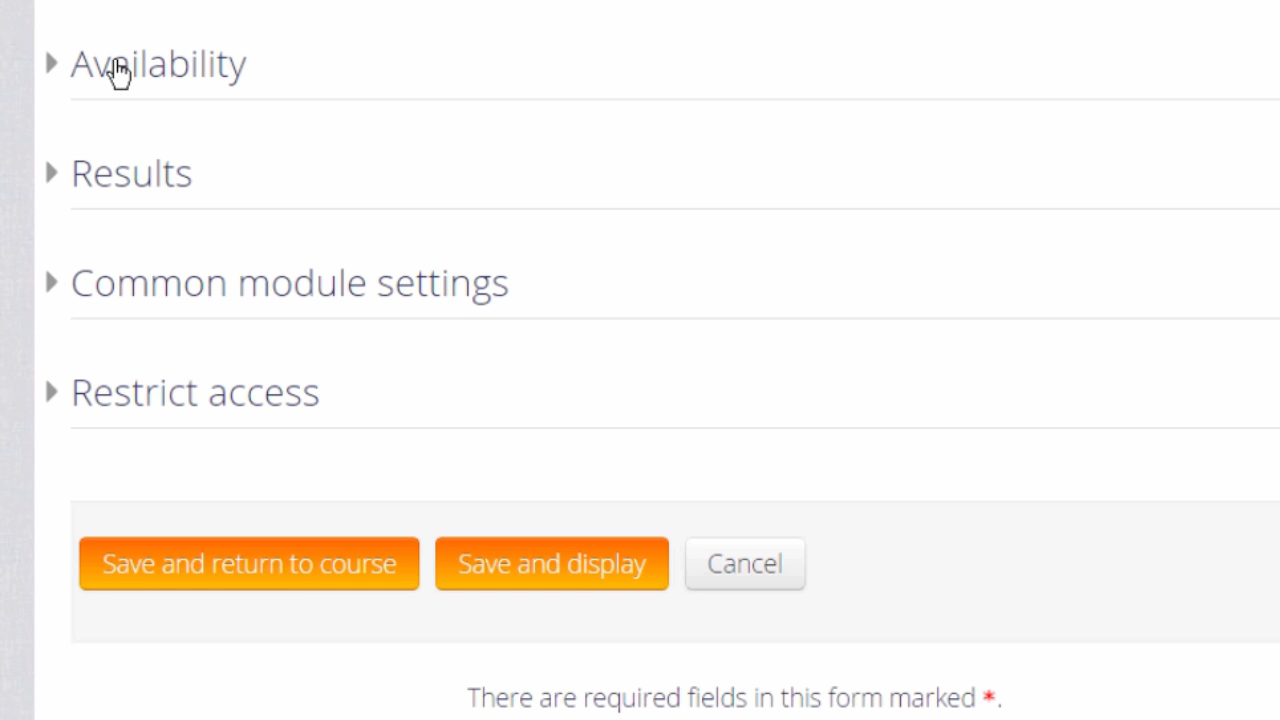 Availability
Results
Common module settings
Restrict access
Save and return to course Save and display Cancel
There are required fields in this form marked *.